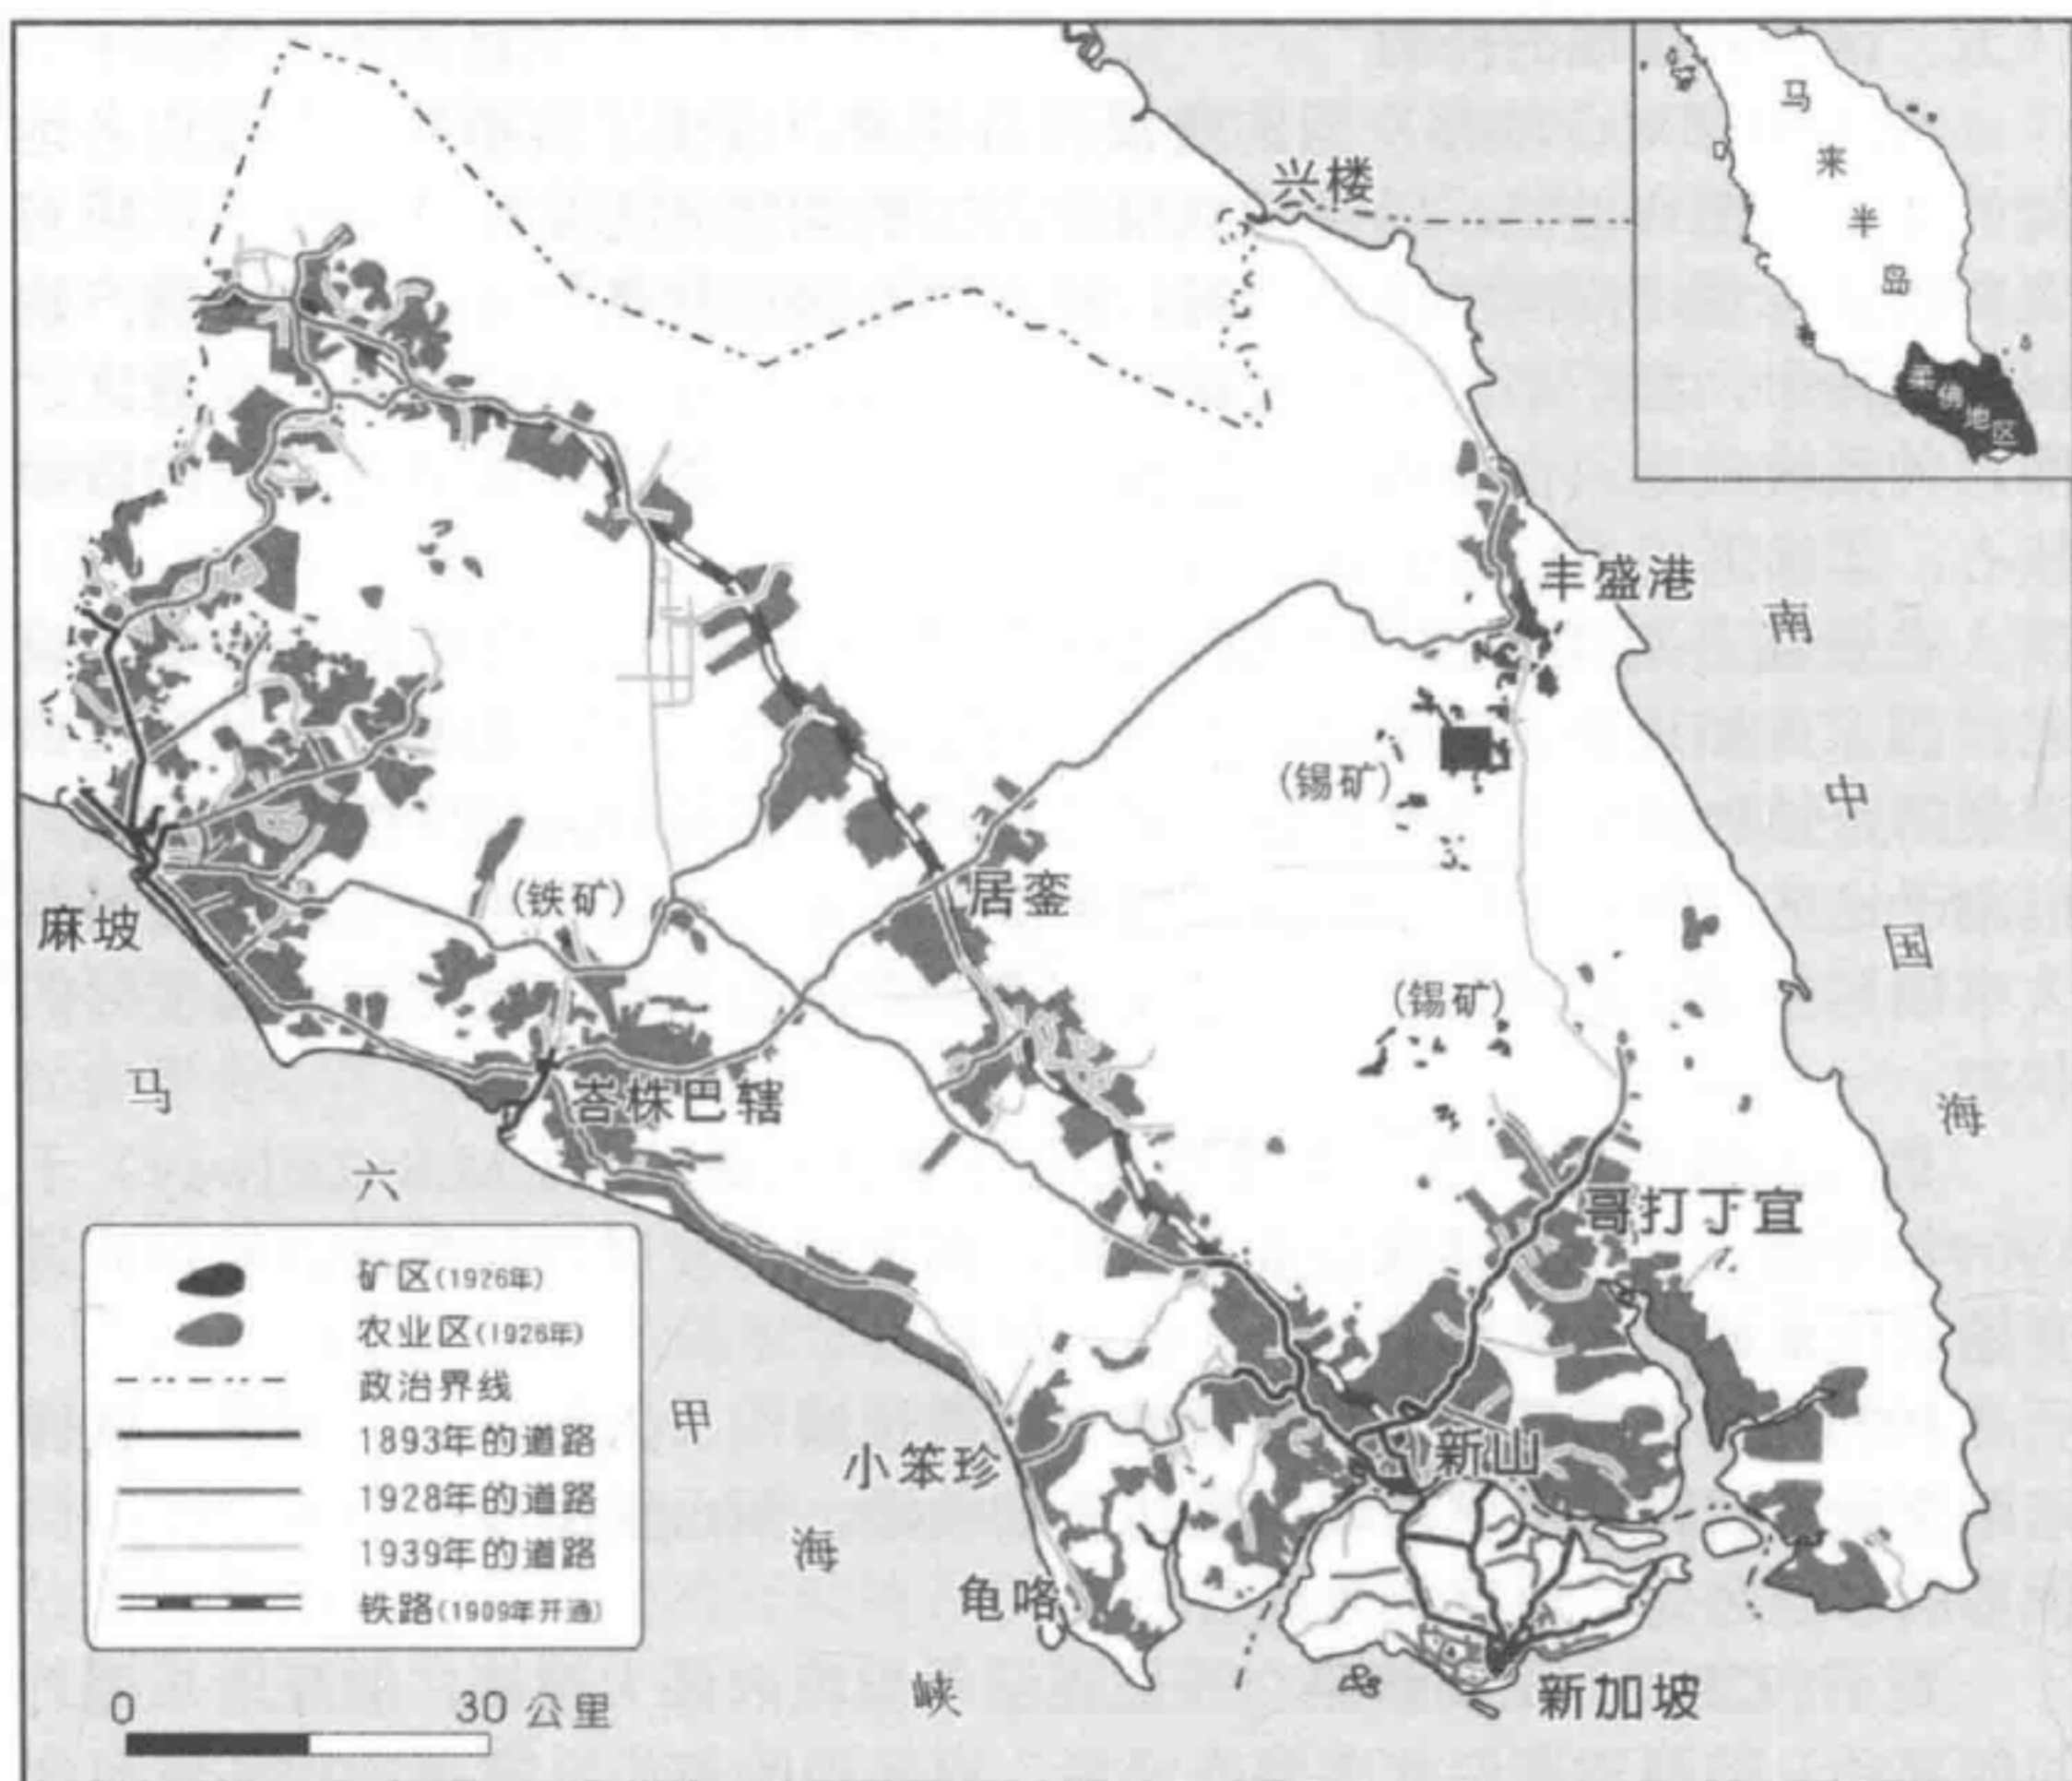 马来半岛
柔佛地区
兴楼
丰盛港
南中国海
(锡矿)
(铁矿)
居銮
麻坡
(锡矿)
峇株巴辖
哥打丁宜
马六甲海峡
小笨珍
新山
龟咯
新加坡
矿区(1926年)
农业区(1926年)
政治界线
1893年的道路
1928年的道路
1939年的道路
铁路(1909年开通)
0 30 公里